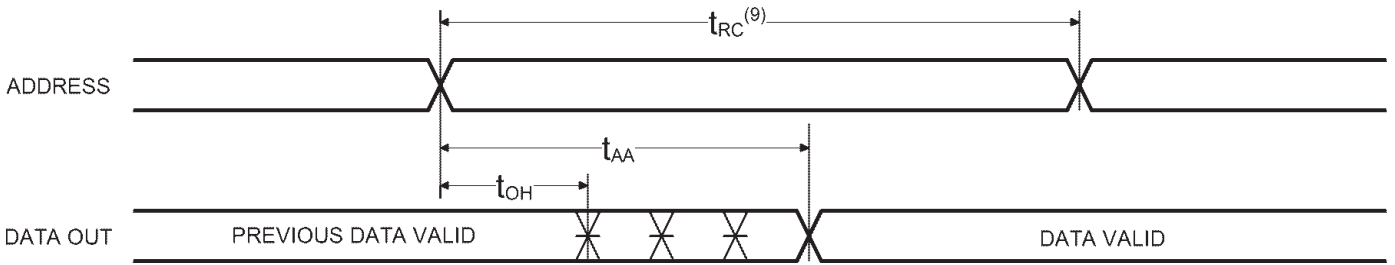 tRC(9)
ADDRESS
tAA
tOH
DATA OUT PREVIOUS DATA VALID DATA VALID